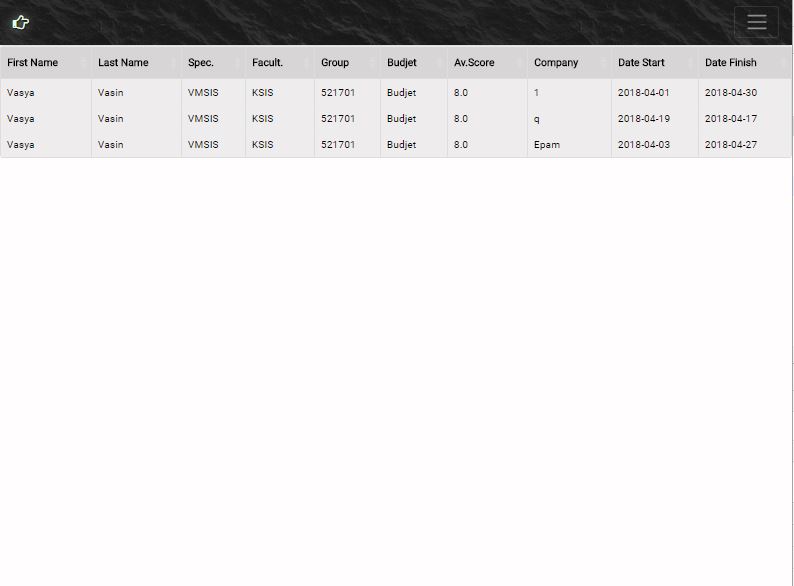 First Name Last Name Spec. Facult. Group Budjet Av.Score Company Date Start Date Finish
Vasya Vasin VMSIS KSIS 521701 Budjet 8.0 1 2018-04-01 2018-04-30
Vasya Vasin VMSIS KSIS 521701 Budjet 8.0 q 2018-04-19 2018-04-17
Vasya Vasin VMSIS KSIS 521701 Budjet 8.0 Epam 2018-04-03 2018-04-27